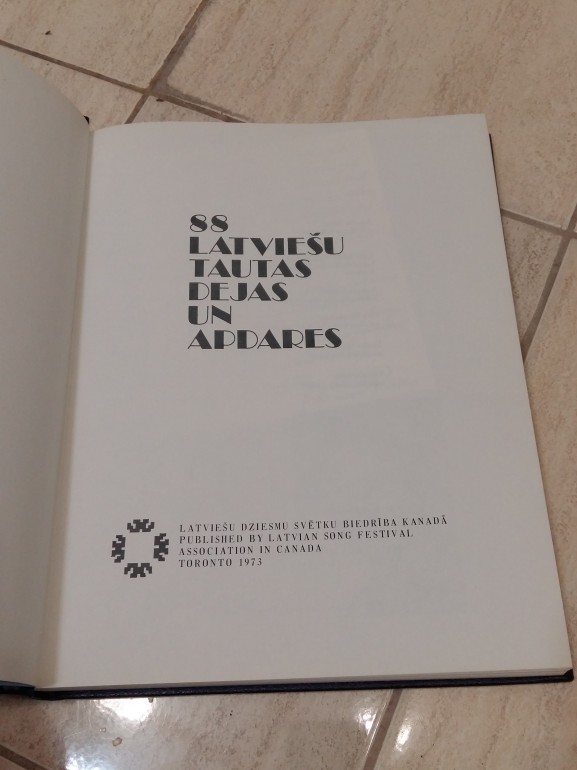 88
LATVIEŠU
TAUTAS
DEJAS
UN
APDARES
LATVIEŠU DZIESMU SVĒTKU BIEDRĪBA KANADĀ
PUBLISHED BY LATVIAN SONG FESTIVAL
ASSOCIATION IN CANADA
TORONTO 1973